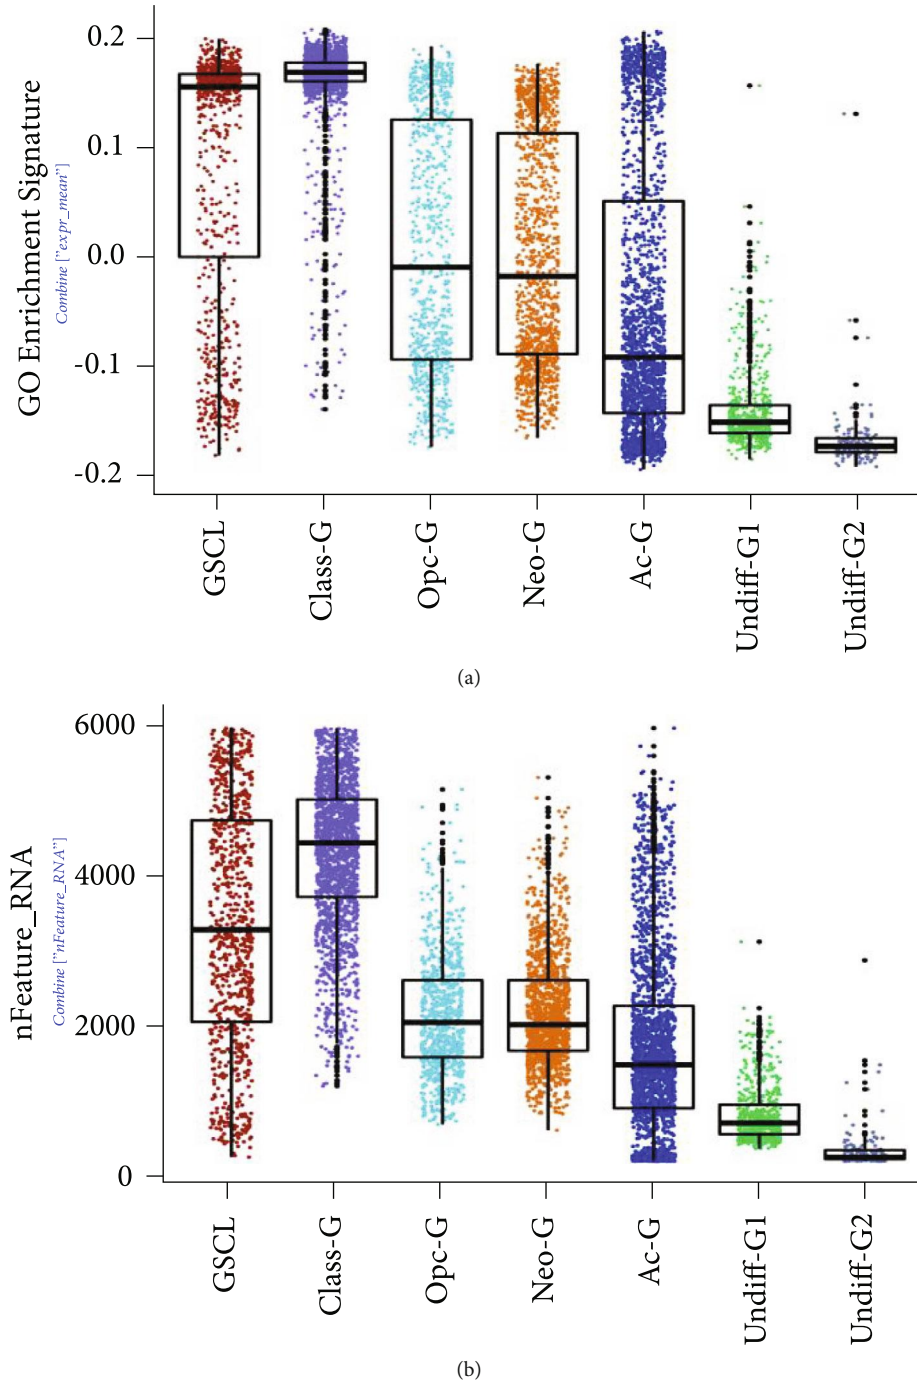 GO Enrichment Signature
Combine ["expr_mean"]
0.2
0.1
0.0
-0.1
-0.2
GSCL
Class-G
Opc-G
Neo-G
Ac-G
Undiff-G1
Undiff-G2
(a)
nFeature_RNA
Combine ["nFeature_RNA"]
6000
4000
2000
0
GSCL
Class-G
Opc-G
Neo-G
Ac-G
Undiff-G1
Undiff-G2
(b)